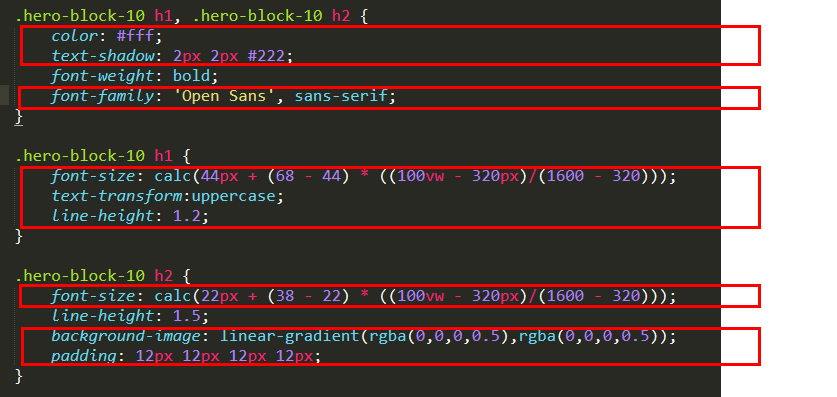 .hero-block-10 h1, .hero-block-10 h2 {
color: #fff;
text-shadow: 2px 2px #222;
font-weight: bold;
font-family: 'Open Sans', sans-serif;
}
.hero-block-10 h1 {
font-size: calc(44px + (68 - 44) * ((100vw - 320px)/(1600 - 320)));
text-transform:uppercase;
line-height: 1.2;
}
.hero-block-10 h2 {
font-size: calc(22px + (38 - 22) * ((100vw - 320px)/(1600 - 320)));
line-height: 1.5;
background-image: linear-gradient(rgba(0,0,0,0.5),rgba(0,0,0,0.5));
padding: 12px 12px 12px 12px;
}